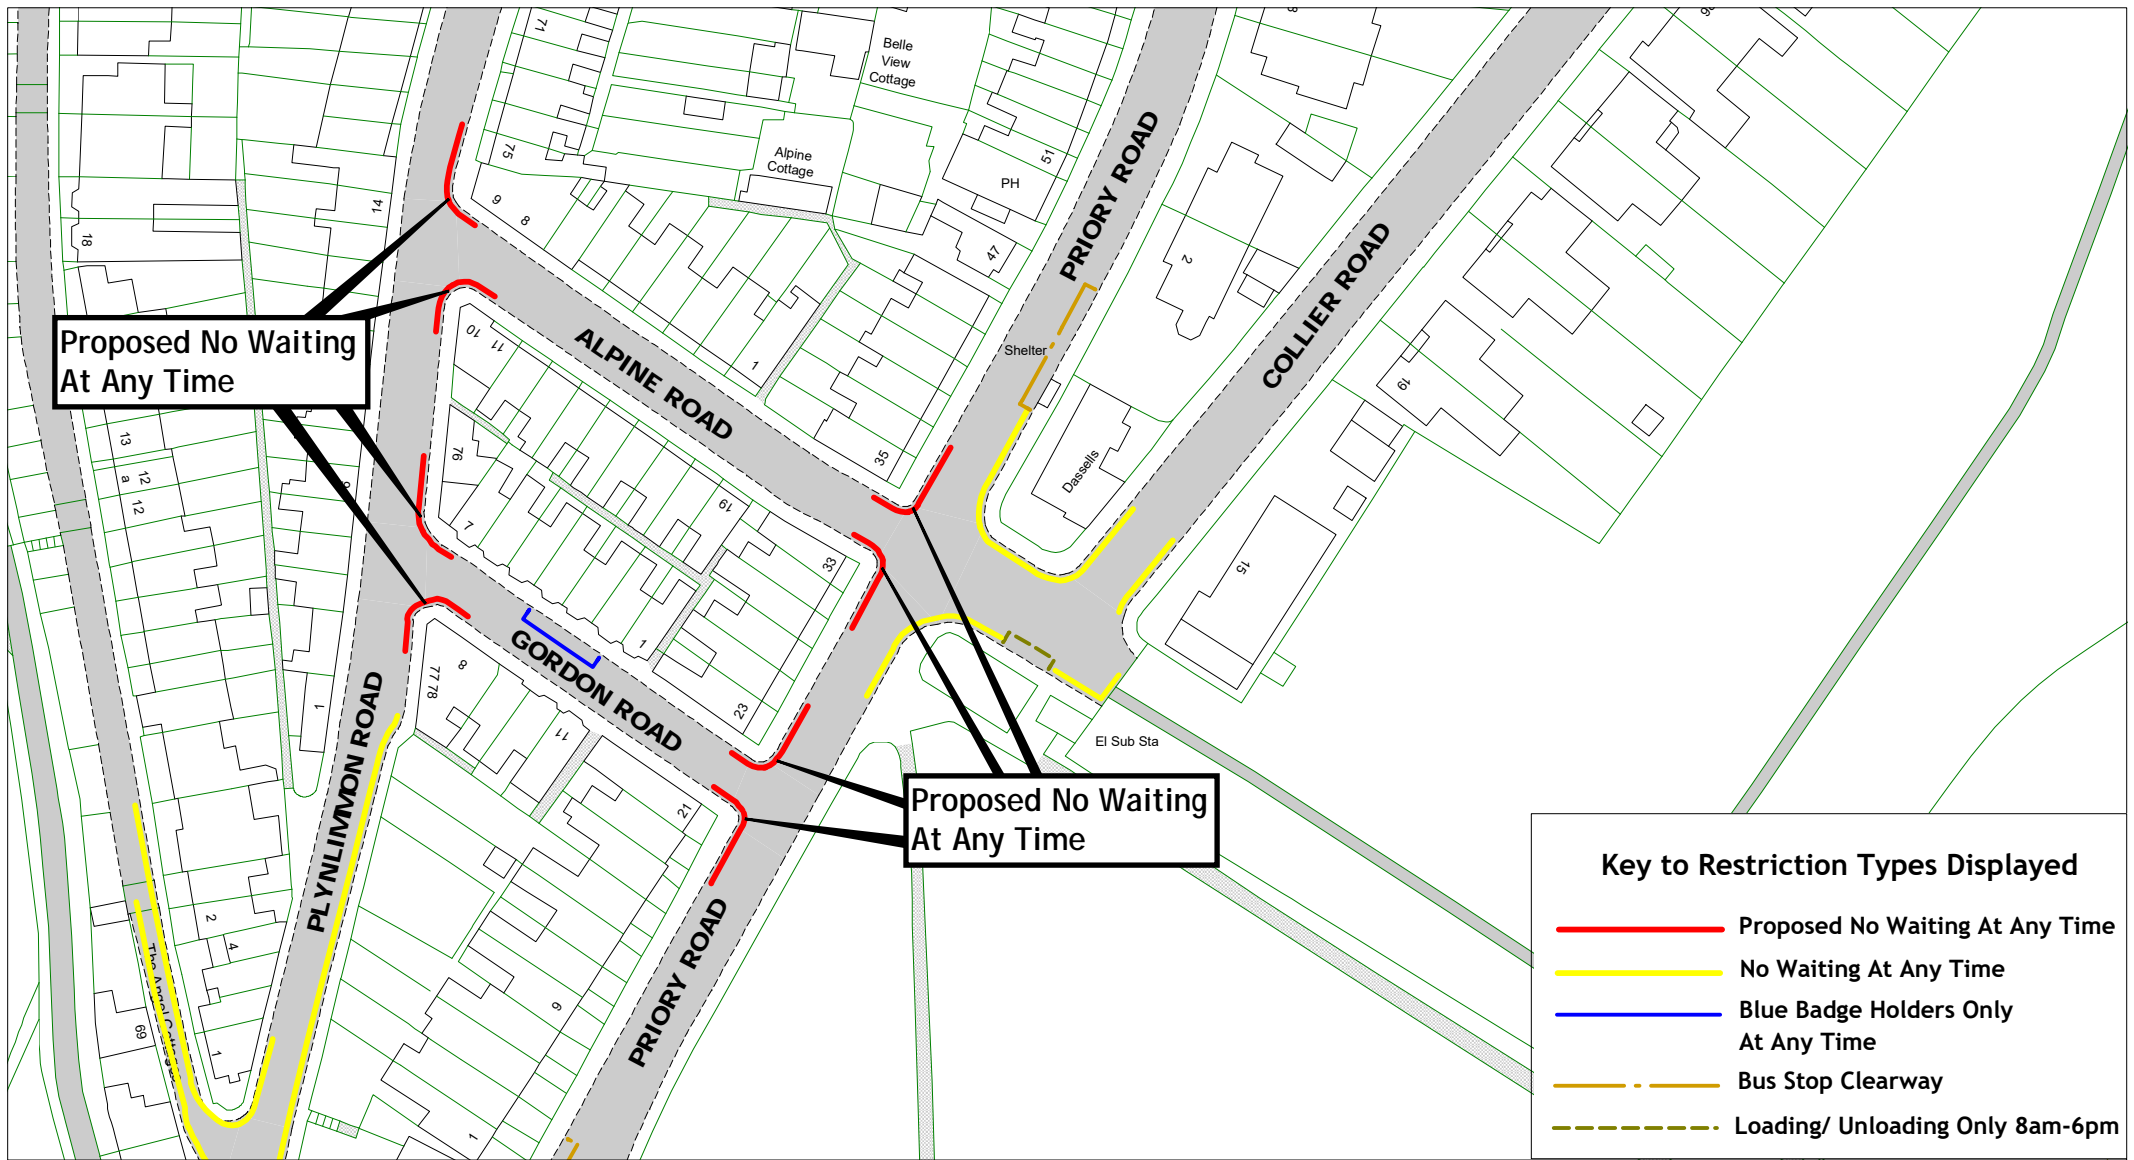 71
Belle
View
Cottage
75
Alpine
Cottage
51
PH
PRIORY ROAD
14
9
8
18
47
2
COLLIER ROAD
Proposed No Waiting
At Any Time
10
11
ALPINE ROAD
1
Shelter
19
35
Dassells
13
12
a
12
76
7
19
33
15
1
GORDON ROAD
8
77 78
11
23
1
PLYNLIMMON ROAD
El Sub Sta
21
Proposed No Waiting
At Any Time
2
4
PRIORY ROAD
9
69
1
1
Key to Restriction Types Displayed
Proposed No Waiting At Any Time
No Waiting At Any Time
Blue Badge Holders Only
At Any Time
Bus Stop Clearway
Loading/ Unloading Only 8am-6pm